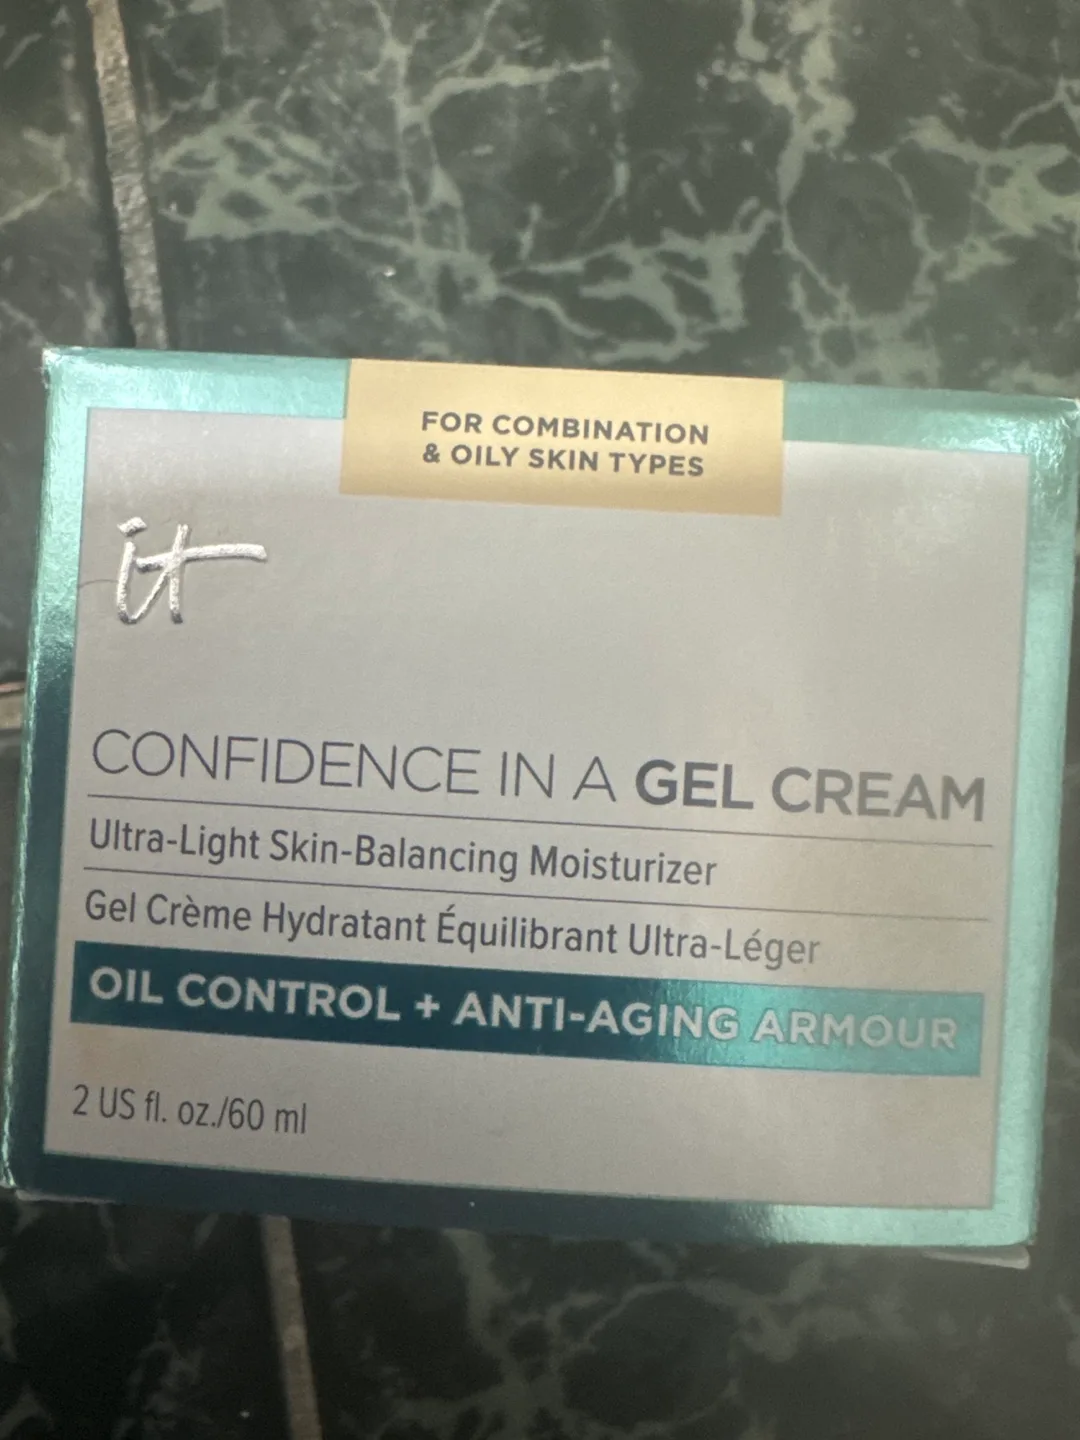 FOR COMBINATION
& OILY SKIN TYPES
it
CONFIDENCE IN A GEL CREAM
Ultra-Light Skin-Balancing Moisturizer
Gel Crème Hydratant Équilibrant Ultra-Léger
OIL CONTROL + ANTI-AGING ARMOUR
2 US fl. oz./60 ml